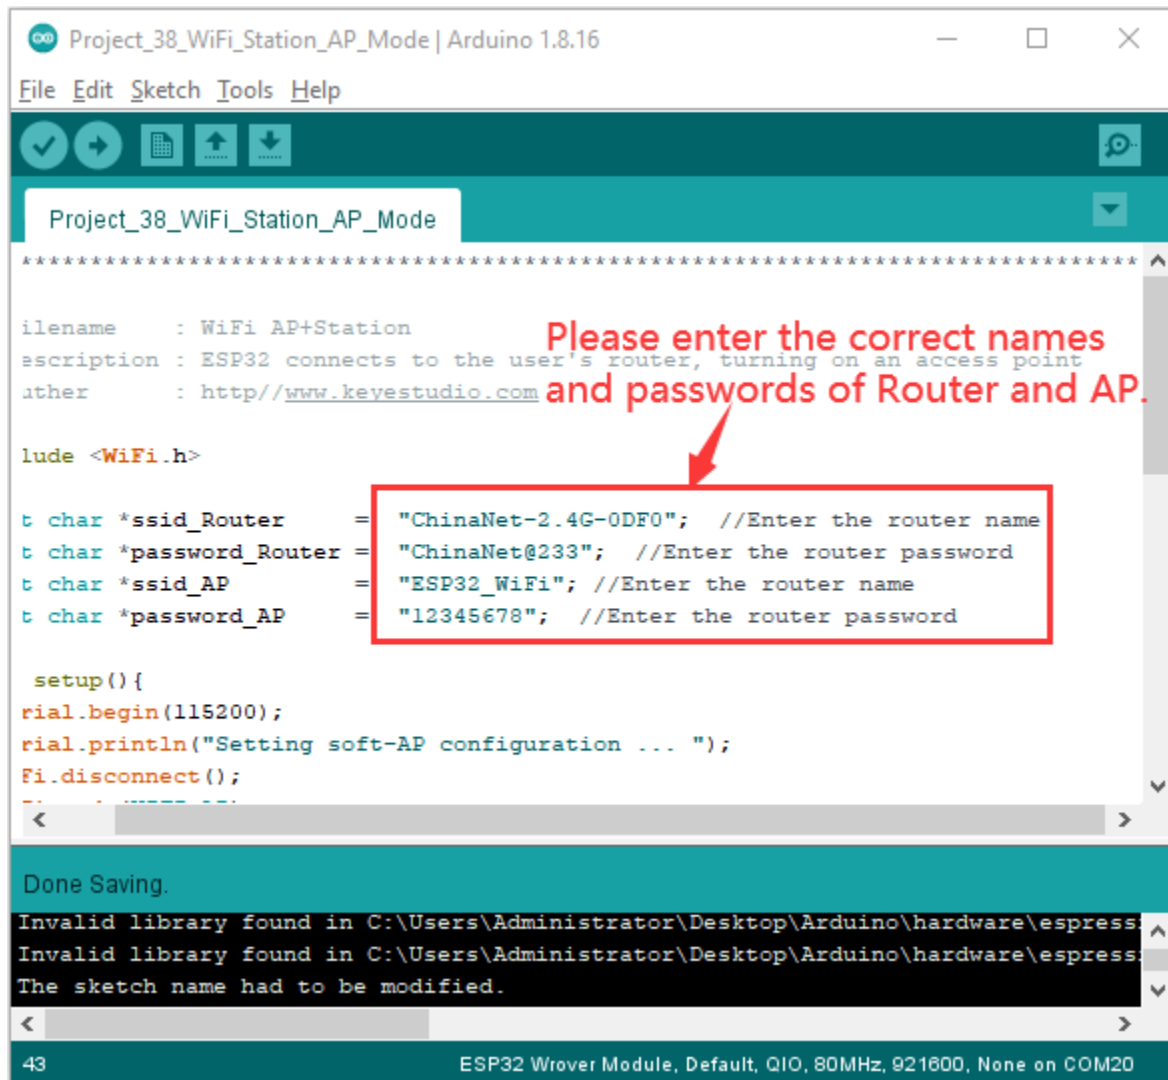 Project_38_WiFi_Station_AP_Mode | Arduino 1.8.16
File Edit Sketch Tools Help
Project_38_WiFi_Station_AP_Mode
*******************************************************************************
ilename    : WiFi AP+Station
escription : ESP32 connects to the user's router, turning on an access point
uther      : http//www.keyestudio.com
Please enter the correct names
and passwords of Router and AP.
lude <WiFi.h>
t char *ssid_Router     =  "ChinaNet-2.4G-0DF0";  //Enter the router name
t char *password_Router =  "ChinaNet@233";  //Enter the router password
t char *ssid_AP         =  "ESP32_WiFi"; //Enter the router name
t char *password_AP     =  "12345678";  //Enter the router password
setup(){
rial.begin(115200);
rial.println("Setting soft-AP configuration ... ");
Fi.disconnect();
Done Saving.
Invalid library found in C:\Users\Administrator\Desktop\Arduino\hardware\espress
Invalid library found in C:\Users\Administrator\Desktop\Arduino\hardware\espress
The sketch name had to be modified.
43
ESP32 Wrover Module, Default, QIO, 80MHz, 921600, None on COM20